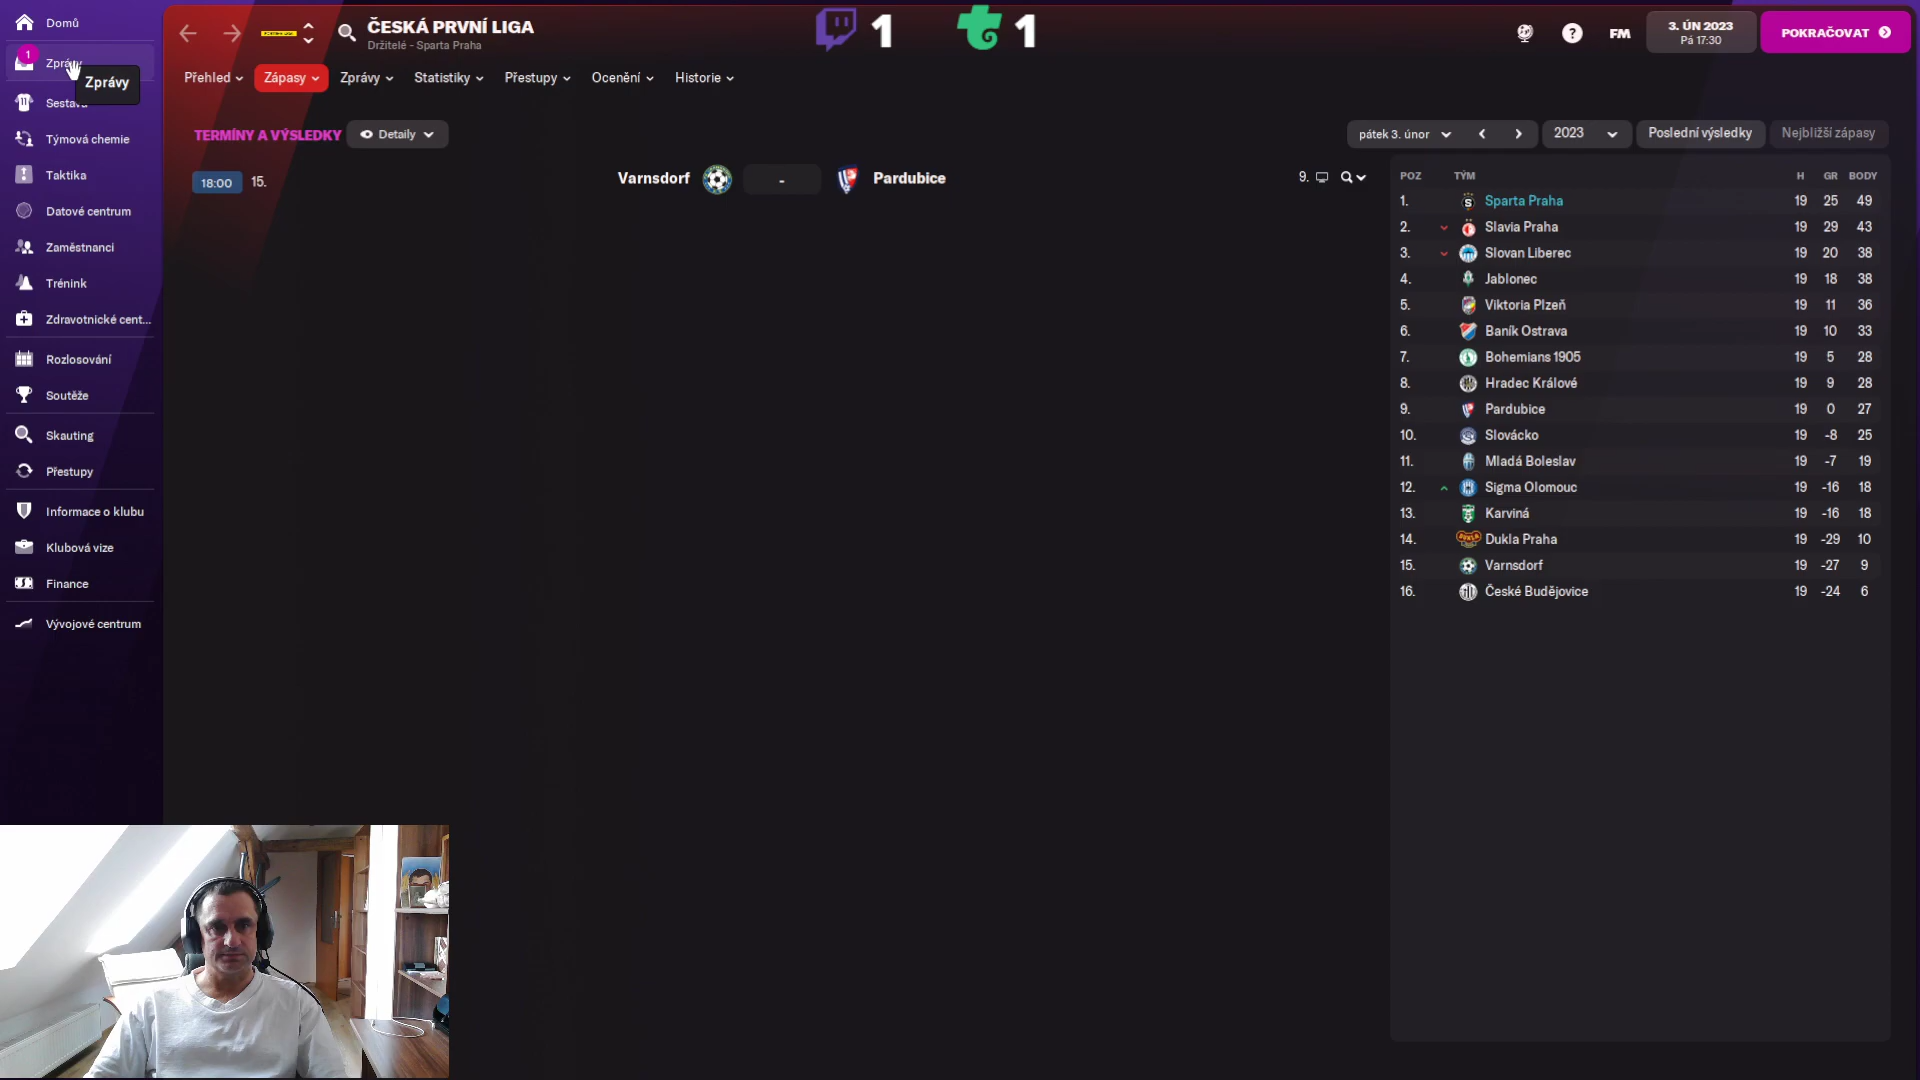 Domů
1
Zprávy
Zprávy
Sestava
Týmová chemie
Taktika
Datové centrum
Zaměstnanci
Trénink
Zdravotnické cent...
Rozlosování
Soutěže
Skauting
Přestupy
Informace o klubu
Klubová vize
Finance
Vývojové centrum
ČESKÁ PRVNÍ LIGA
Držitelé - Sparta Praha
1 1
FM
3. ÚN 2023
Pá 17:30
POKRAČOVAT
Přehled Zápasy Zprávy Statistiky Přestupy Ocenění Historie
TERMÍNY A VÝSLEDKY Detaily
pátek 3. únor 2023 Poslední výsledky Nejbližší zápasy
18:00 15. Varnsdorf - Pardubice 9.
POZ TÝM H GR BODY
1. Sparta Praha 19 25 49
2. Slavia Praha 19 29 43
3. Slovan Liberec 19 20 38
4. Jablonec 19 18 38
5. Viktoria Plzeň 19 11 36
6. Baník Ostrava 19 10 33
7. Bohemians 1905 19 5 28
8. Hradec Králové 19 9 28
9. Pardubice 19 0 27
10. Slovácko 19 -8 25
11. Mladá Boleslav 19 -7 19
12. Sigma Olomouc 19 -16 18
13. Karviná 19 -16 18
14. Dukla Praha 19 -29 10
15. Varnsdorf 19 -27 9
16. České Budějovice 19 -24 6